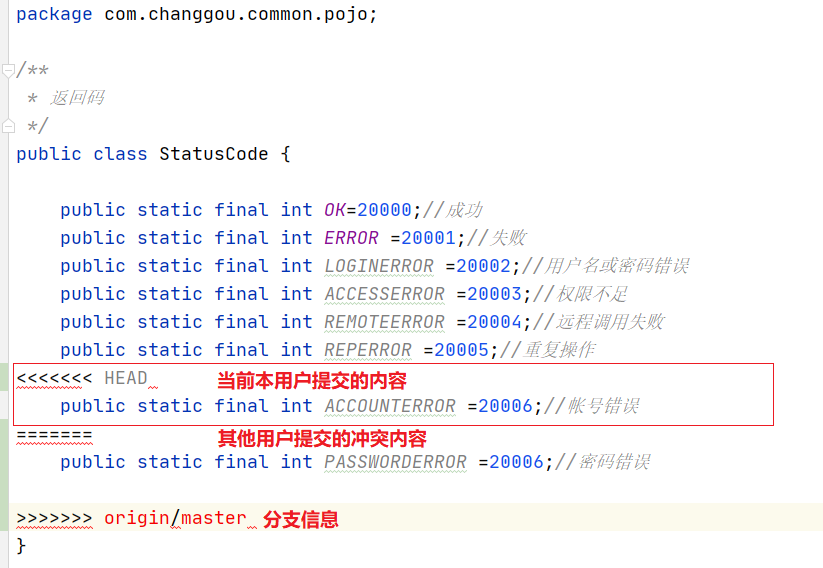 package com.changgou.common.pojo;
/**
* 返回码
*/
public class StatusCode {
public static final int OK=20000;//成功
public static final int ERROR =20001;//失败
public static final int LOGINERROR =20002;//用户名或密码错误
public static final int ACCESSERROR =20003;//权限不足
public static final int REMOTEERROR =20004;//远程调用失败
public static final int REPERROR =20005;//重复操作
<<<<<<< HEAD 当前本用户提交的内容
public static final int ACCOUNTERROR =20006;//帐号错误
======= 其他用户提交的冲突内容
public static final int PASSWORDERROR =20006;//密码错误
>>>>>>> origin/master 分支信息
}